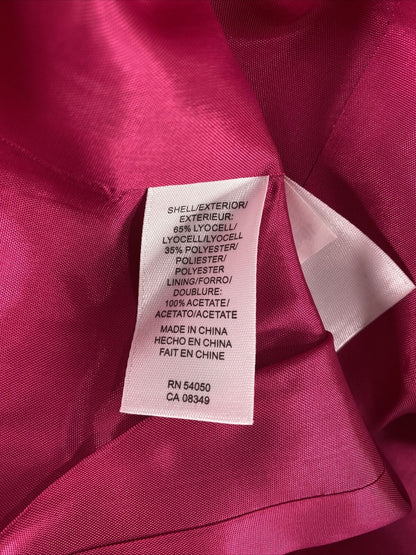 SHELL/EXTERIOR/
EXTERIEUR:
65% LYOCELL/
LYOCELL/LYOCELL
35% POLYESTER/
POLIESTER/
POLYESTER
LINING/FORRO/
DOUBLURE:
100% ACETATE/
ACETATO/ACETATE
MADE IN CHINA
HECHO EN CHINA
FAIT EN CHINE
RN 54050
CA 08349